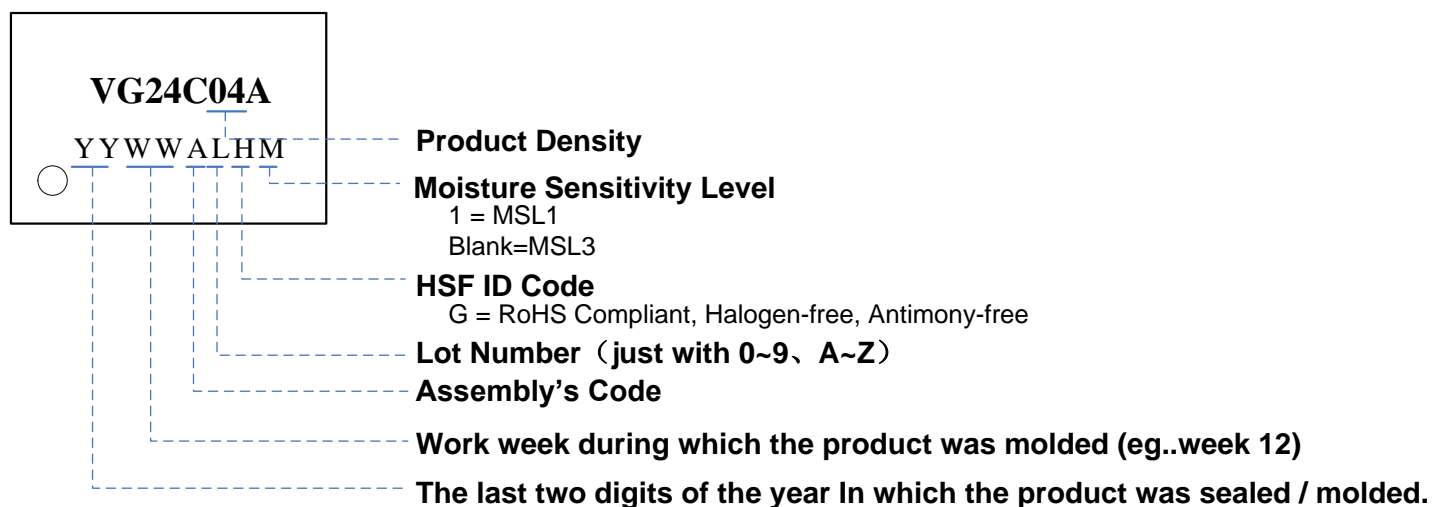 VG24C04A
YYWWALHM
Product Density
Moisture Sensitivity Level
1 = MSL1
Blank=MSL3
HSF ID Code
G = RoHS Compliant, Halogen-free, Antimony-free
Lot Number（just with 0~9、A~Z）
Assembly’s Code
Work week during which the product was molded (eg..week 12)
The last two digits of the year In which the product was sealed / molded.